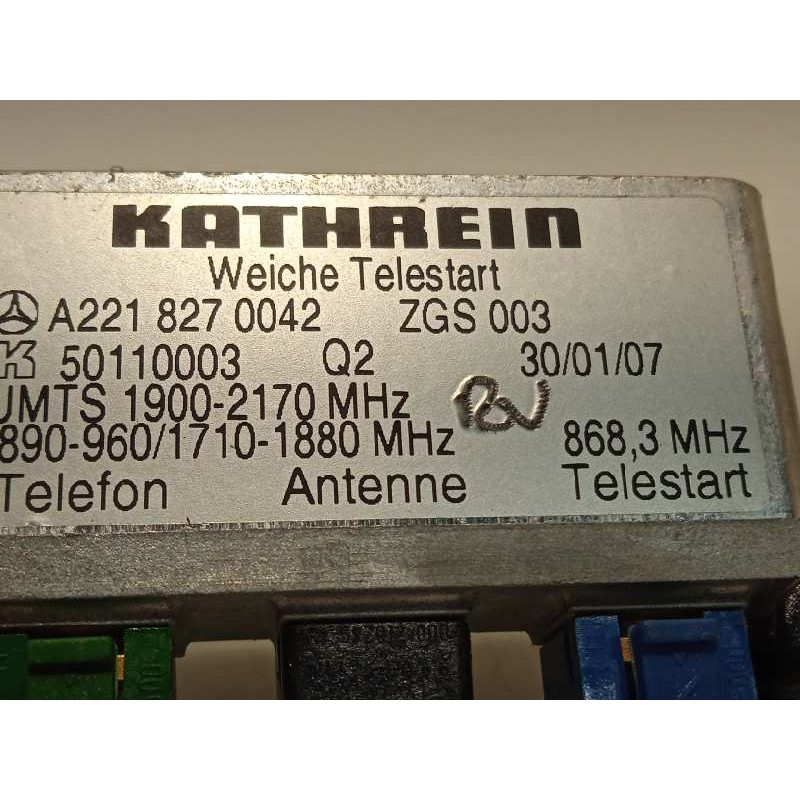 KATHREIN
Weiche Telestart
A221 827 0042 ZGS 003
K 50110003 Q2 30/01/07
UMTS 1900-2170 MHz
890-960/1710-1880 MHz 868,3 MHz
Telefon Antenne Telestart